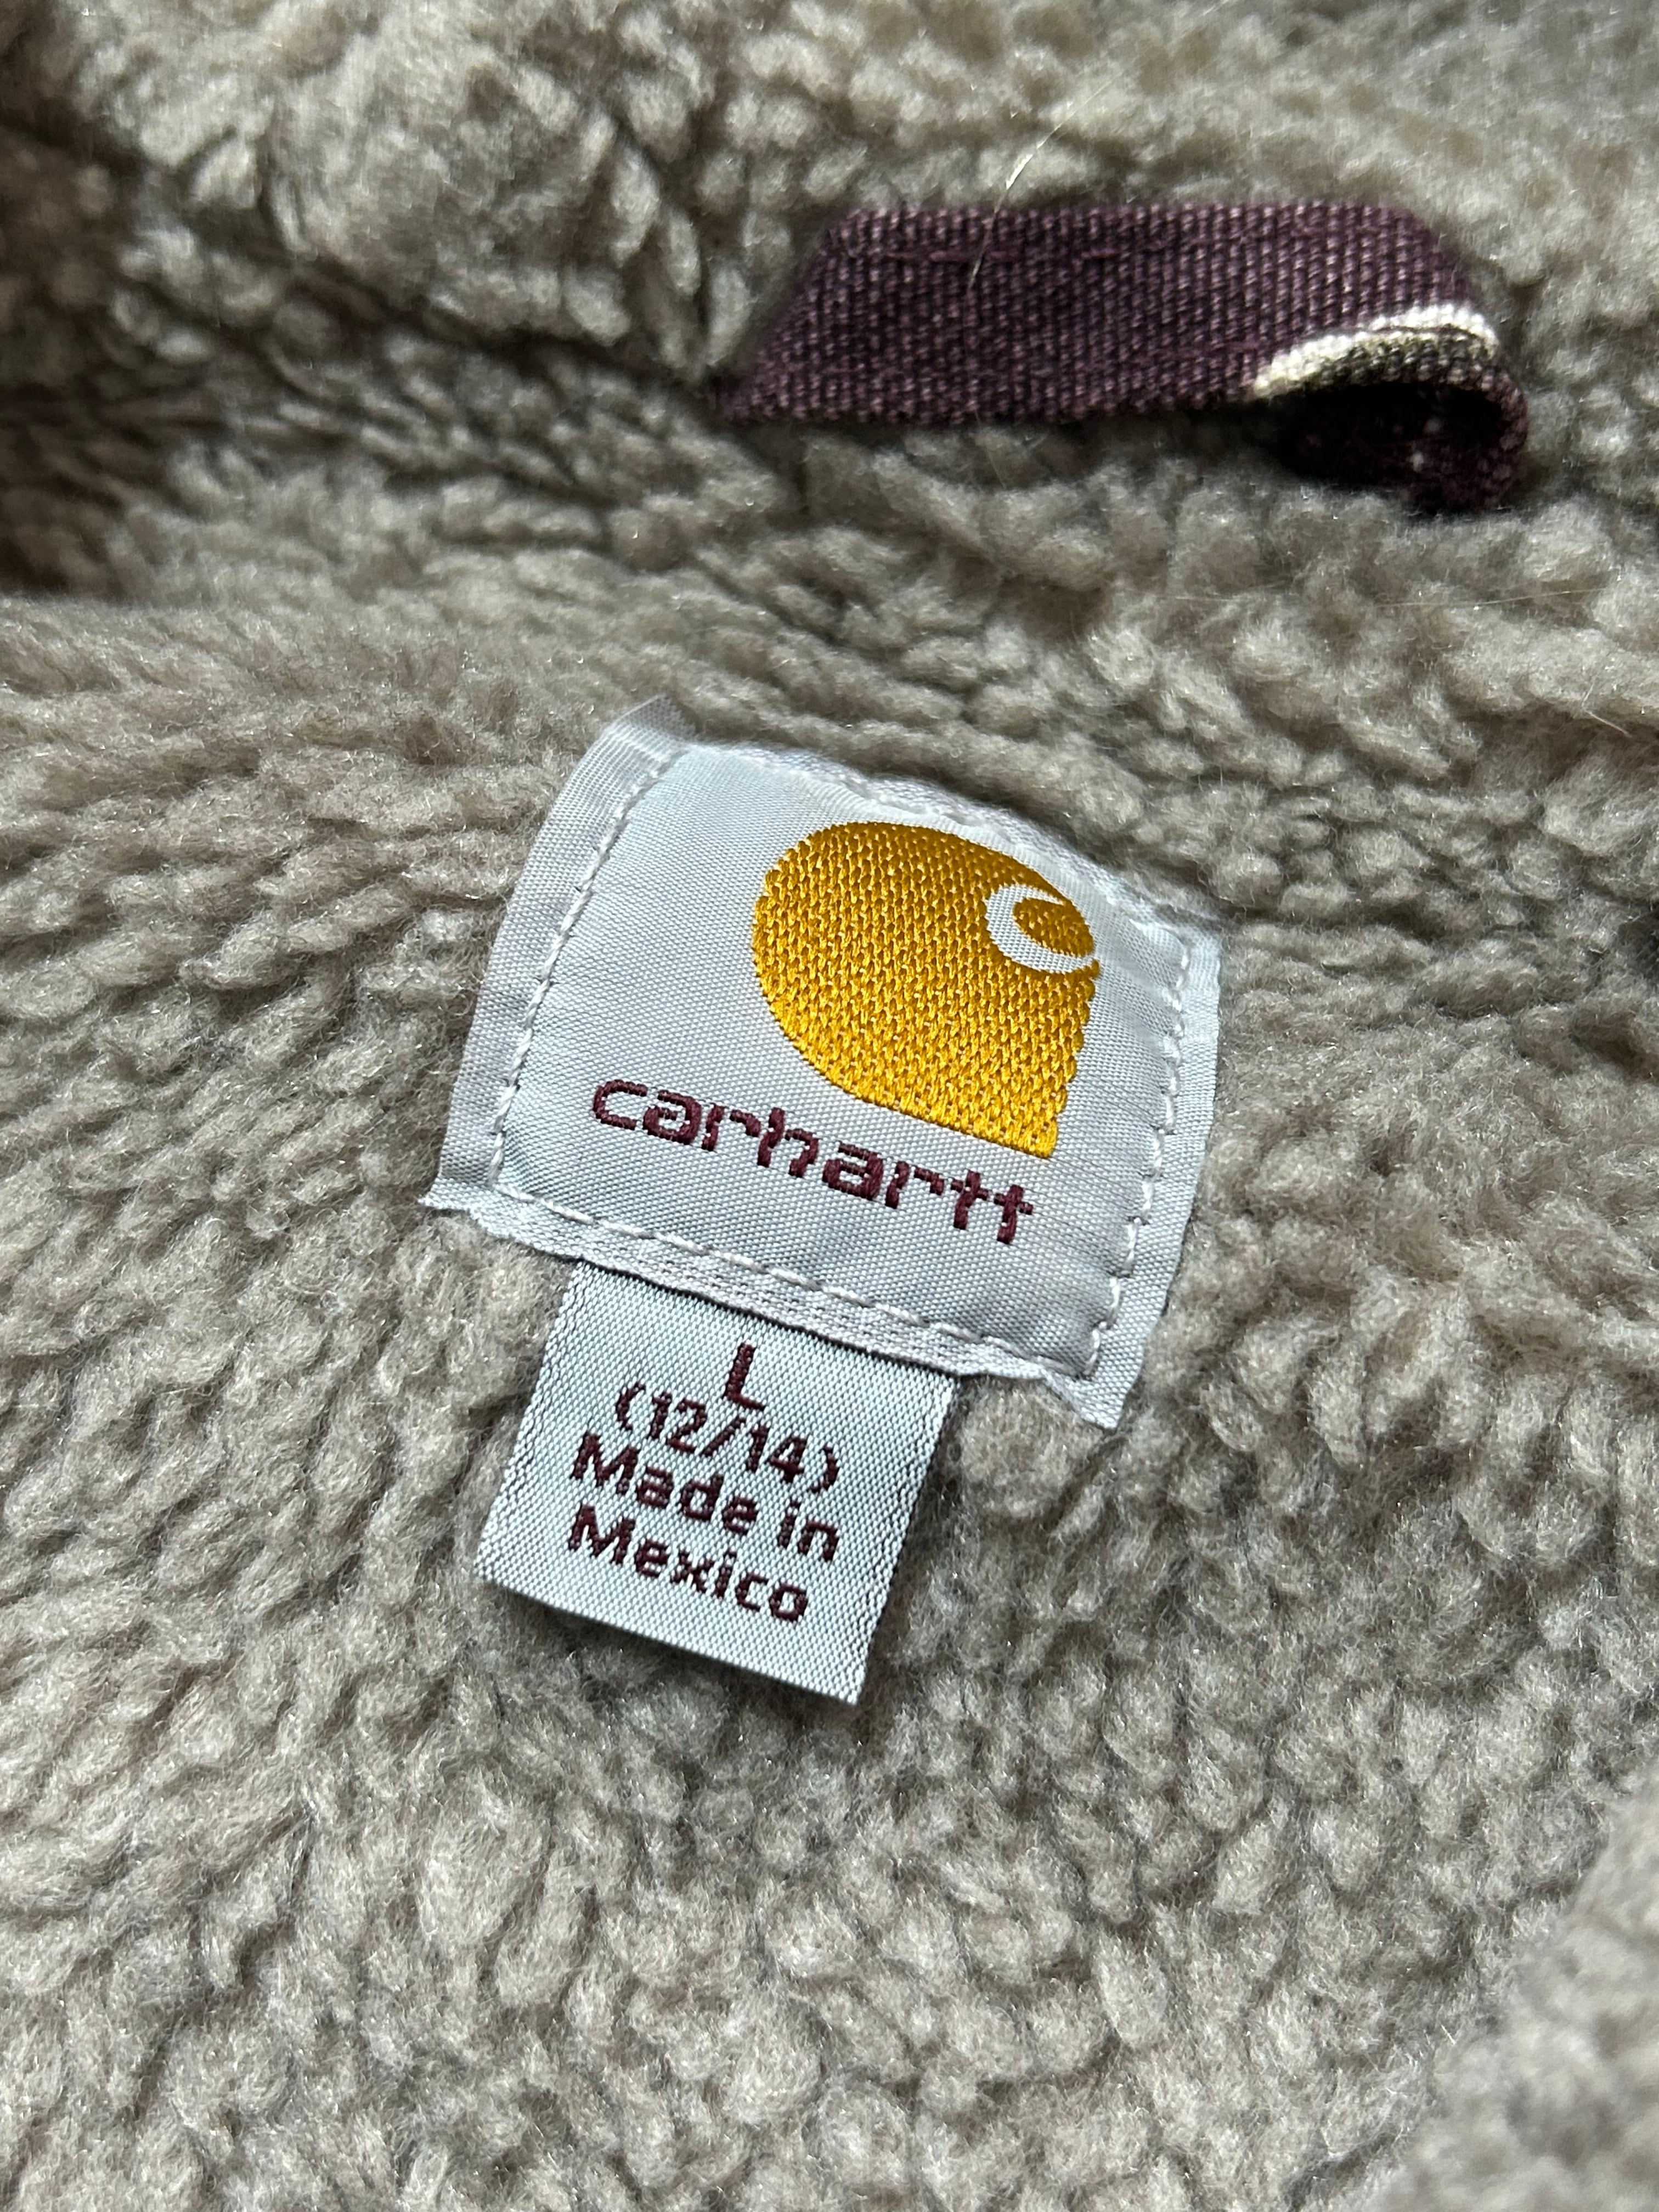 carhartt
L
(12/14)
Made in
Mexico